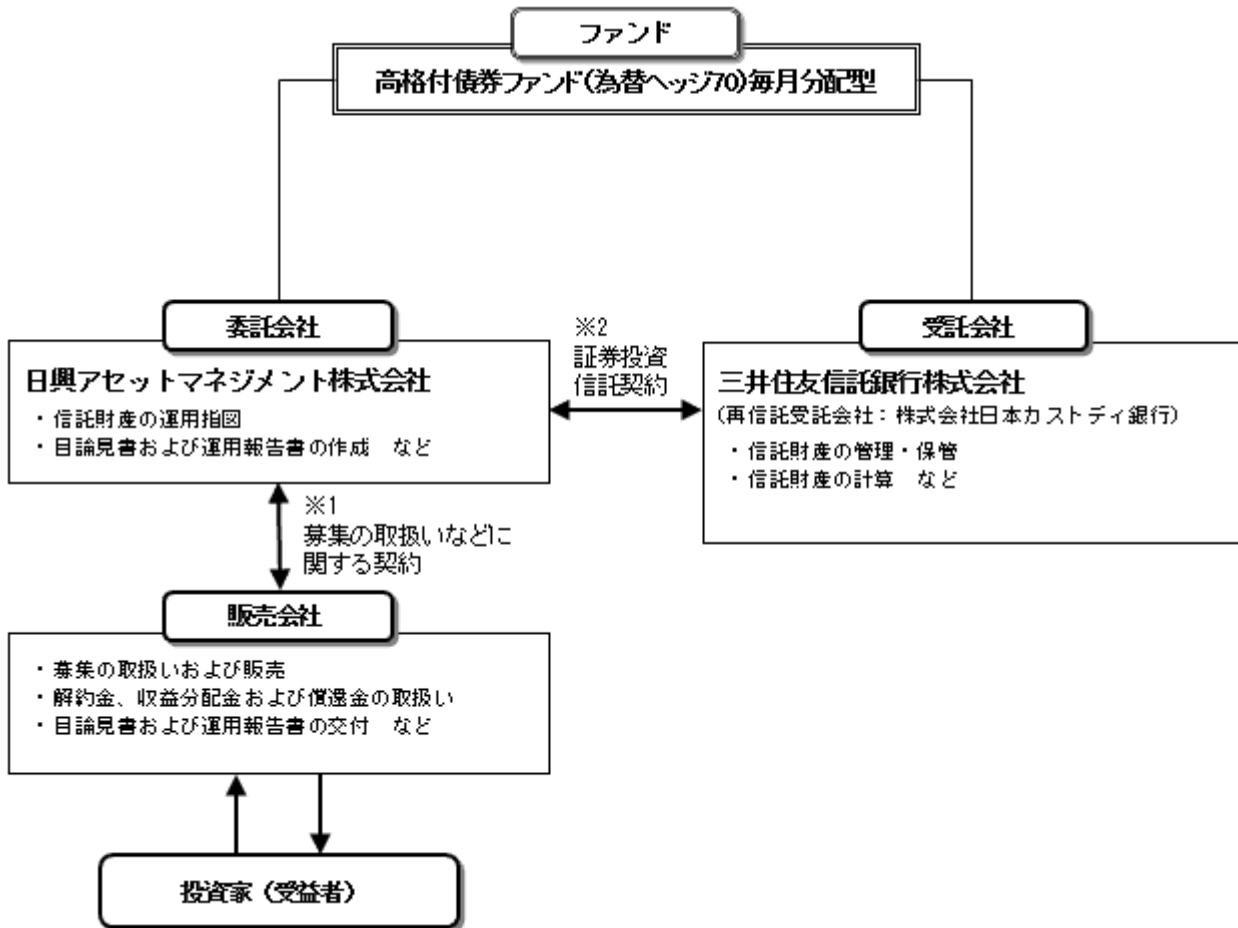 ファンド
高格付債券ファンド(為替ヘッジ70)毎月分配型
委託会社
日興アセットマネジメント株式会社
・信託財産の運用指図
・目論見書および運用報告書の作成　など
※2
証券投資
信託契約
受託会社
三井住友信託銀行株式会社
(再信託受託会社：株式会社日本カストディ銀行)
・信託財産の管理・保管
・信託財産の計算　など
※1
募集の取扱いなどに
関する契約
販売会社
・募集の取扱いおよび販売
・解約金、収益分配金および償還金の取扱い
・目論見書および運用報告書の交付　など
投資家（受益者）